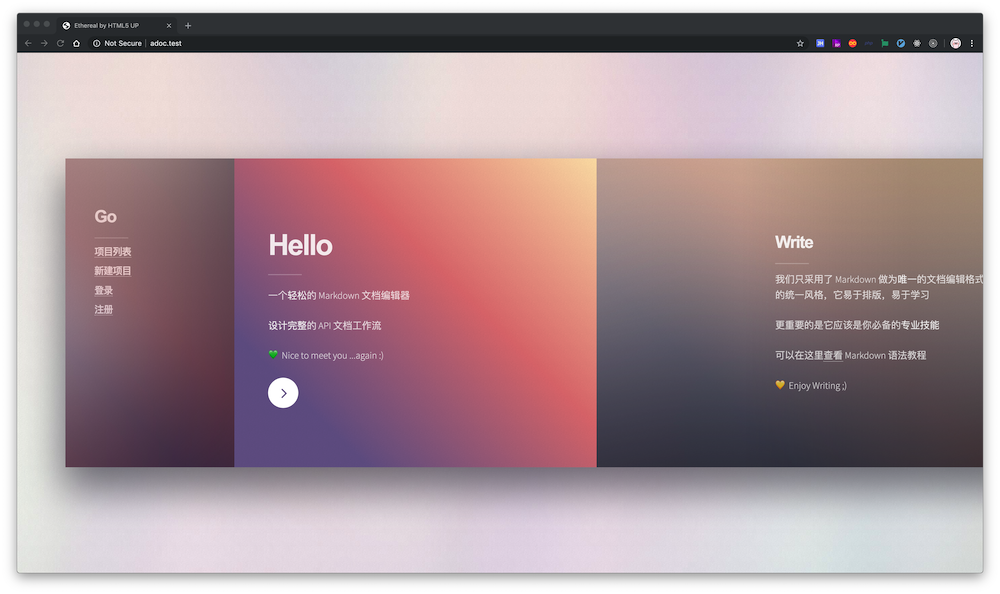 Ethereal by HTML5 UP
Not Secure
adoc.test
Go
项目列表
新建项目
登录
注册
Hello
一个轻松的 Markdown 文档编辑器
设计完整的 API 文档工作流
💚 Nice to meet you ...again :)
Write
我们只采用了 Markdown 做为唯一的文档编辑格式
的统一风格，它易于排版，易于学习
更重要的是它应该是你必备的专业技能
可以在这里查看 Markdown 语法教程
🧡 Enjoy Writing ;)